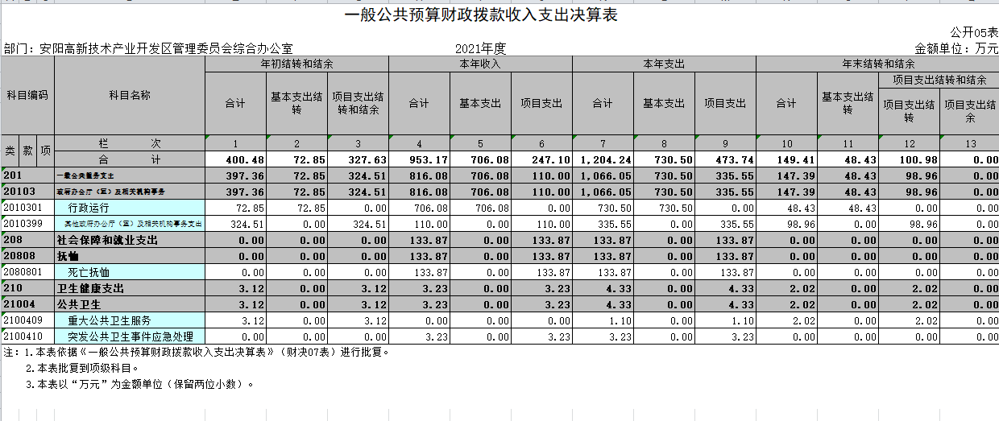 一般公共预算财政拨款收入支出决算表
公开05表
部门：安阳高新技术产业开发区管理委员会综合办公室 2021年度 金额单位：万元
科目编码 科目名称 年初结转和结余 本年收入 本年支出 年末结转和结余
合计 基本支出结转 项目支出结转和结余 合计 基本支出 项目支出 合计 基本支出 项目支出 合计 基本支出结转 项目支出结转和结余
项目支出结转 项目支出结余
类 款 项 栏 次 1 2 3 4 5 6 7 8 9 10 11 12 13
合 计 400.48 72.85 327.63 953.17 706.08 247.10 1,204.24 730.50 473.74 149.41 48.43 100.98 0.00
201 一般公共服务支出 397.36 72.85 324.51 816.08 706.08 110.00 1,066.05 730.50 335.55 147.39 48.43 98.96 0.00
20103 政府办公厅（室）及相关机构事务 397.36 72.85 324.51 816.08 706.08 110.00 1,066.05 730.50 335.55 147.39 48.43 98.96 0.00
2010301 行政运行 72.85 72.85 0.00 706.08 706.08 0.00 730.50 730.50 0.00 48.43 48.43 0.00 0.00
2010399 其他政府办公厅（室）及相关机构事务支出 324.51 0.00 324.51 110.00 0.00 110.00 335.55 0.00 335.55 98.96 0.00 98.96 0.00
208 社会保障和就业支出 0.00 0.00 0.00 133.87 0.00 133.87 133.87 0.00 133.87 0.00 0.00 0.00 0.00
20808 抚恤 0.00 0.00 0.00 133.87 0.00 133.87 133.87 0.00 133.87 0.00 0.00 0.00 0.00
2080801 死亡抚恤 0.00 0.00 0.00 133.87 0.00 133.87 133.87 0.00 133.87 0.00 0.00 0.00 0.00
210 卫生健康支出 3.12 0.00 3.12 3.23 0.00 3.23 4.33 0.00 4.33 2.02 0.00 2.02 0.00
21004 公共卫生 3.12 0.00 3.12 3.23 0.00 3.23 4.33 0.00 4.33 2.02 0.00 2.02 0.00
2100409 重大公共卫生服务 3.12 0.00 3.12 0.00 0.00 0.00 1.10 0.00 1.10 2.02 0.00 2.02 0.00
2100410 突发公共卫生事件应急处理 0.00 0.00 0.00 3.23 0.00 3.23 3.23 0.00 3.23 0.00 0.00 0.00 0.00
注：1.本表依据《一般公共预算财政拨款收入支出决算表》（财决07表）进行批复。
2.本表批复到项级科目。
3.本表以“万元”为金额单位（保留两位小数）。